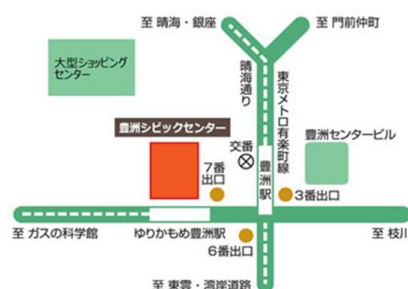 至 晴海・銀座
至 門前仲町
大型ショッピング
センター
晴海通り
東京メトロ有楽町線
豊洲シビックセンター
交番
豊洲センタービル
7番
出口
豊洲駅
3番出口
至 ガスの科学館
ゆりかもめ豊洲駅
至 枝川
6番出口
至 東雲・湾岸道路